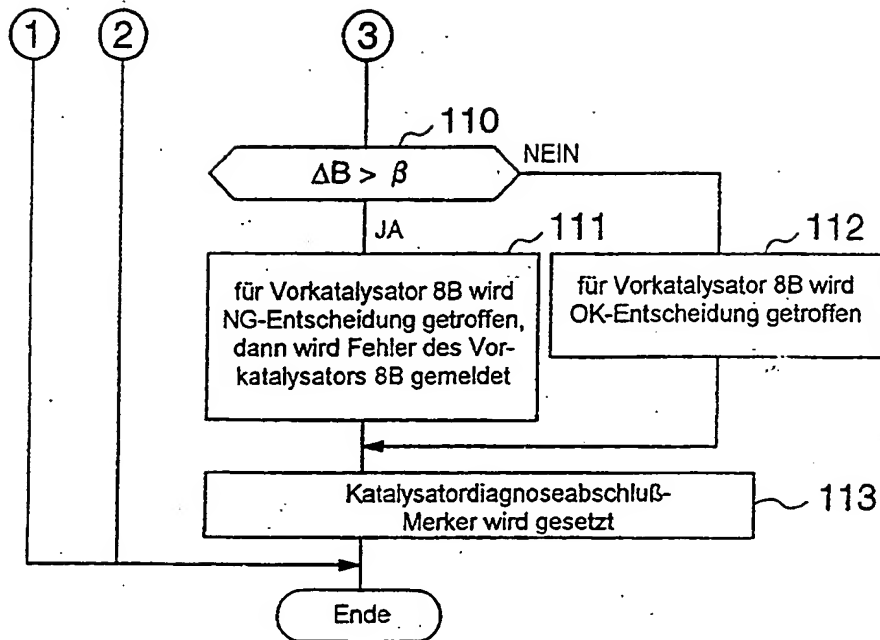 1 2 3
110
ΔB > β
NEIN
JA
111
112
für Vorkatalysator 8B wird
NG-Entscheidung getroffen,
dann wird Fehler des Vor-
katalysators 8B gemeldet
für Vorkatalysator 8B wird
OK-Entscheidung getroffen
Katalysatordiagnoseabschluß-
Merker wird gesetzt
113
Ende